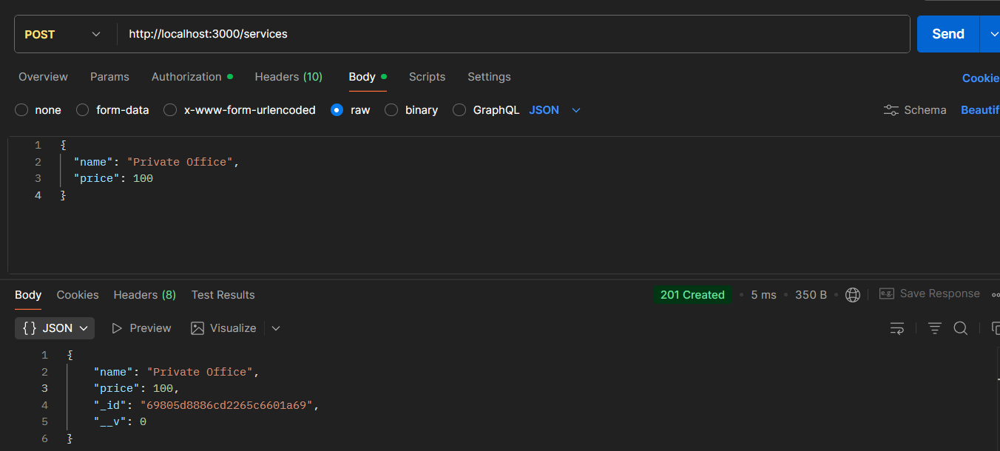 POST http://localhost:3000/services Send
Overview Params Authorization Headers (10) Body Scripts Settings Cookie
none form-data x-www-form-urlencoded raw binary GraphQL JSON Schema Beautif
1 {
2 "name": "Private Office",
3 "price": 100
4 }
Body Cookies Headers (8) Test Results 201 Created • 5 ms • 350 B • e.g. Save Response
{} JSON Preview Visualize
1 {
2 "name": "Private Office",
3 "price": 100,
4 "_id": "69805d8886cd2265c6601a69",
5 "__v": 0
6 }